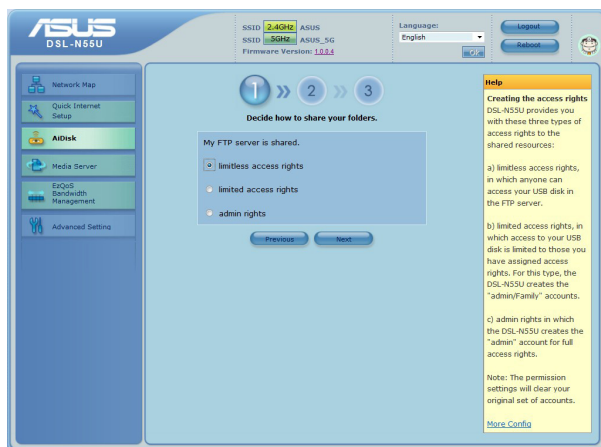 ASUS
DSL-N55U
SSID 2.4GHz ASUS
SSID 5GHz ASUS_5G
Firmware Version: 1.0.0.4
Language:
English
Logout
Reboot
Network Map
Quick Internet
Setup
AiDisk
Media Server
EzQoS
Bandwidth
Management
Advanced Setting
1 » 2 » 3
Decide how to share your folders.
My FTP server is shared.
limitless access rights
limited access rights
admin rights
Previous
Next
Help
Creating the access rights
DSL-N55U provides you
with these three types of
access rights to the
shared resources:
a) limitless access rights,
in which anyone can
access your USB disk in
the FTP server.
b) limited access rights, in
which access to your USB
disk is limited to those you
have assigned access
rights. For this type, the
DSL-N55U creates the
"admin/Family" accounts.
c) admin rights in which
the DSL-N55U creates the
"admin" account for full
access rights.
Note: The permission
settings will clear your
original set of accounts.
More Config